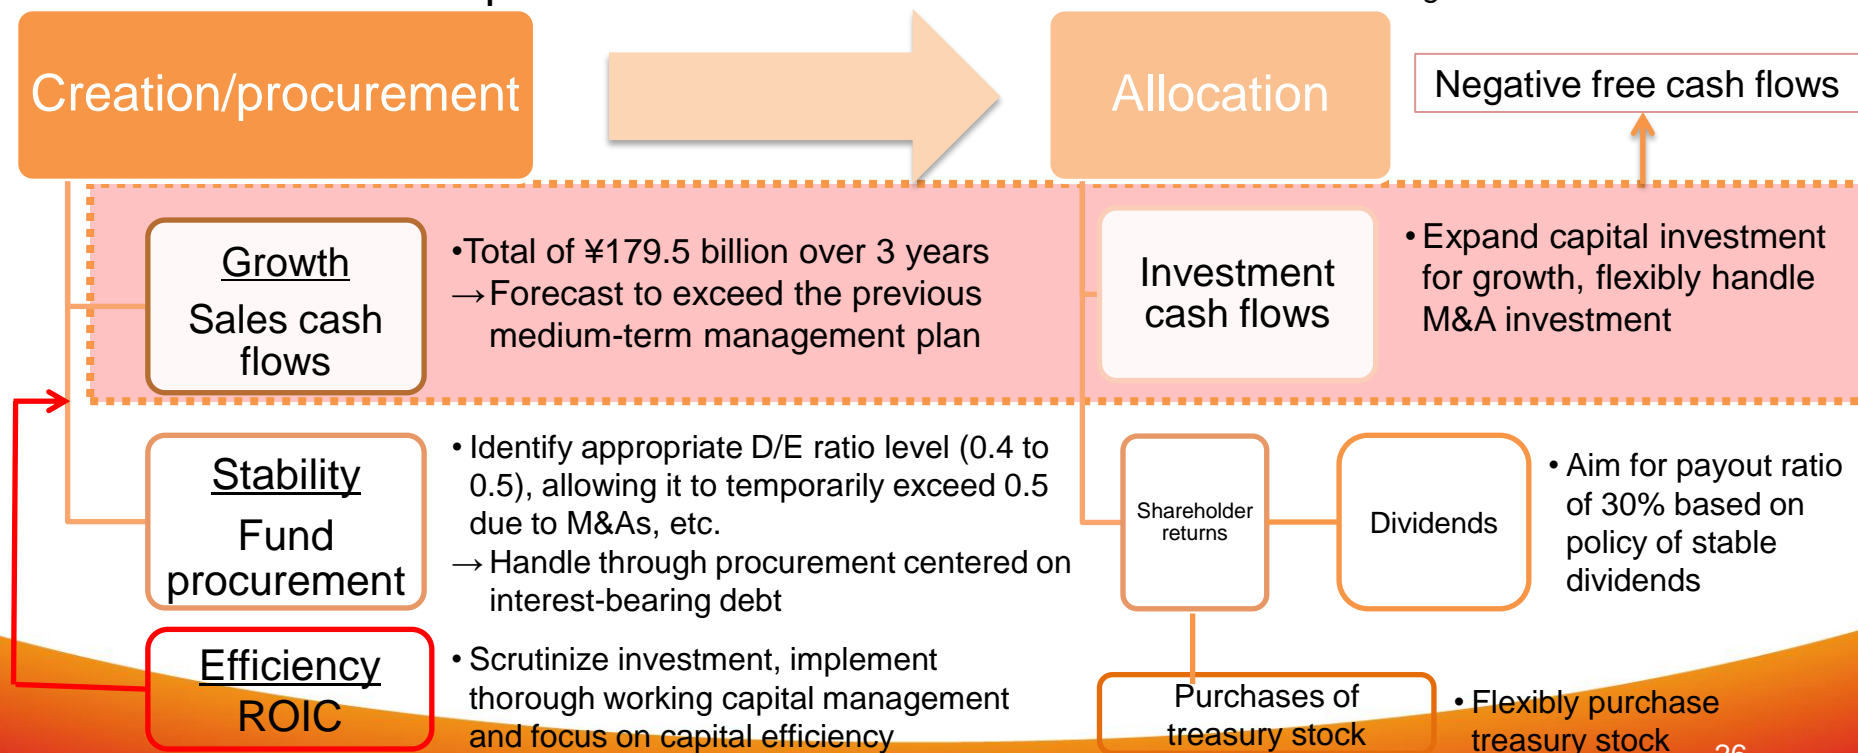 Creation/procurement
Allocation
Negative free cash flows
Growth
Sales cash
flows
•Total of ¥179.5 billion over 3 years
→Forecast to exceed the previous
medium-term management plan
Investment
cash flows
•Expand capital investment
for growth, flexibly handle
M&A investment
Stability
Fund
procurement
•Identify appropriate D/E ratio level (0.4 to
0.5), allowing it to temporarily exceed 0.5
due to M&As, etc.
→Handle through procurement centered on
interest-bearing debt
Shareholder
returns
Dividends
•Aim for payout ratio
of 30% based on
policy of stable
dividends
Efficiency
ROIC
•Scrutinize investment, implement
thorough working capital management
and focus on capital efficiency
Purchases of
treasury stock
•Flexibly purchase
treasury stock
26